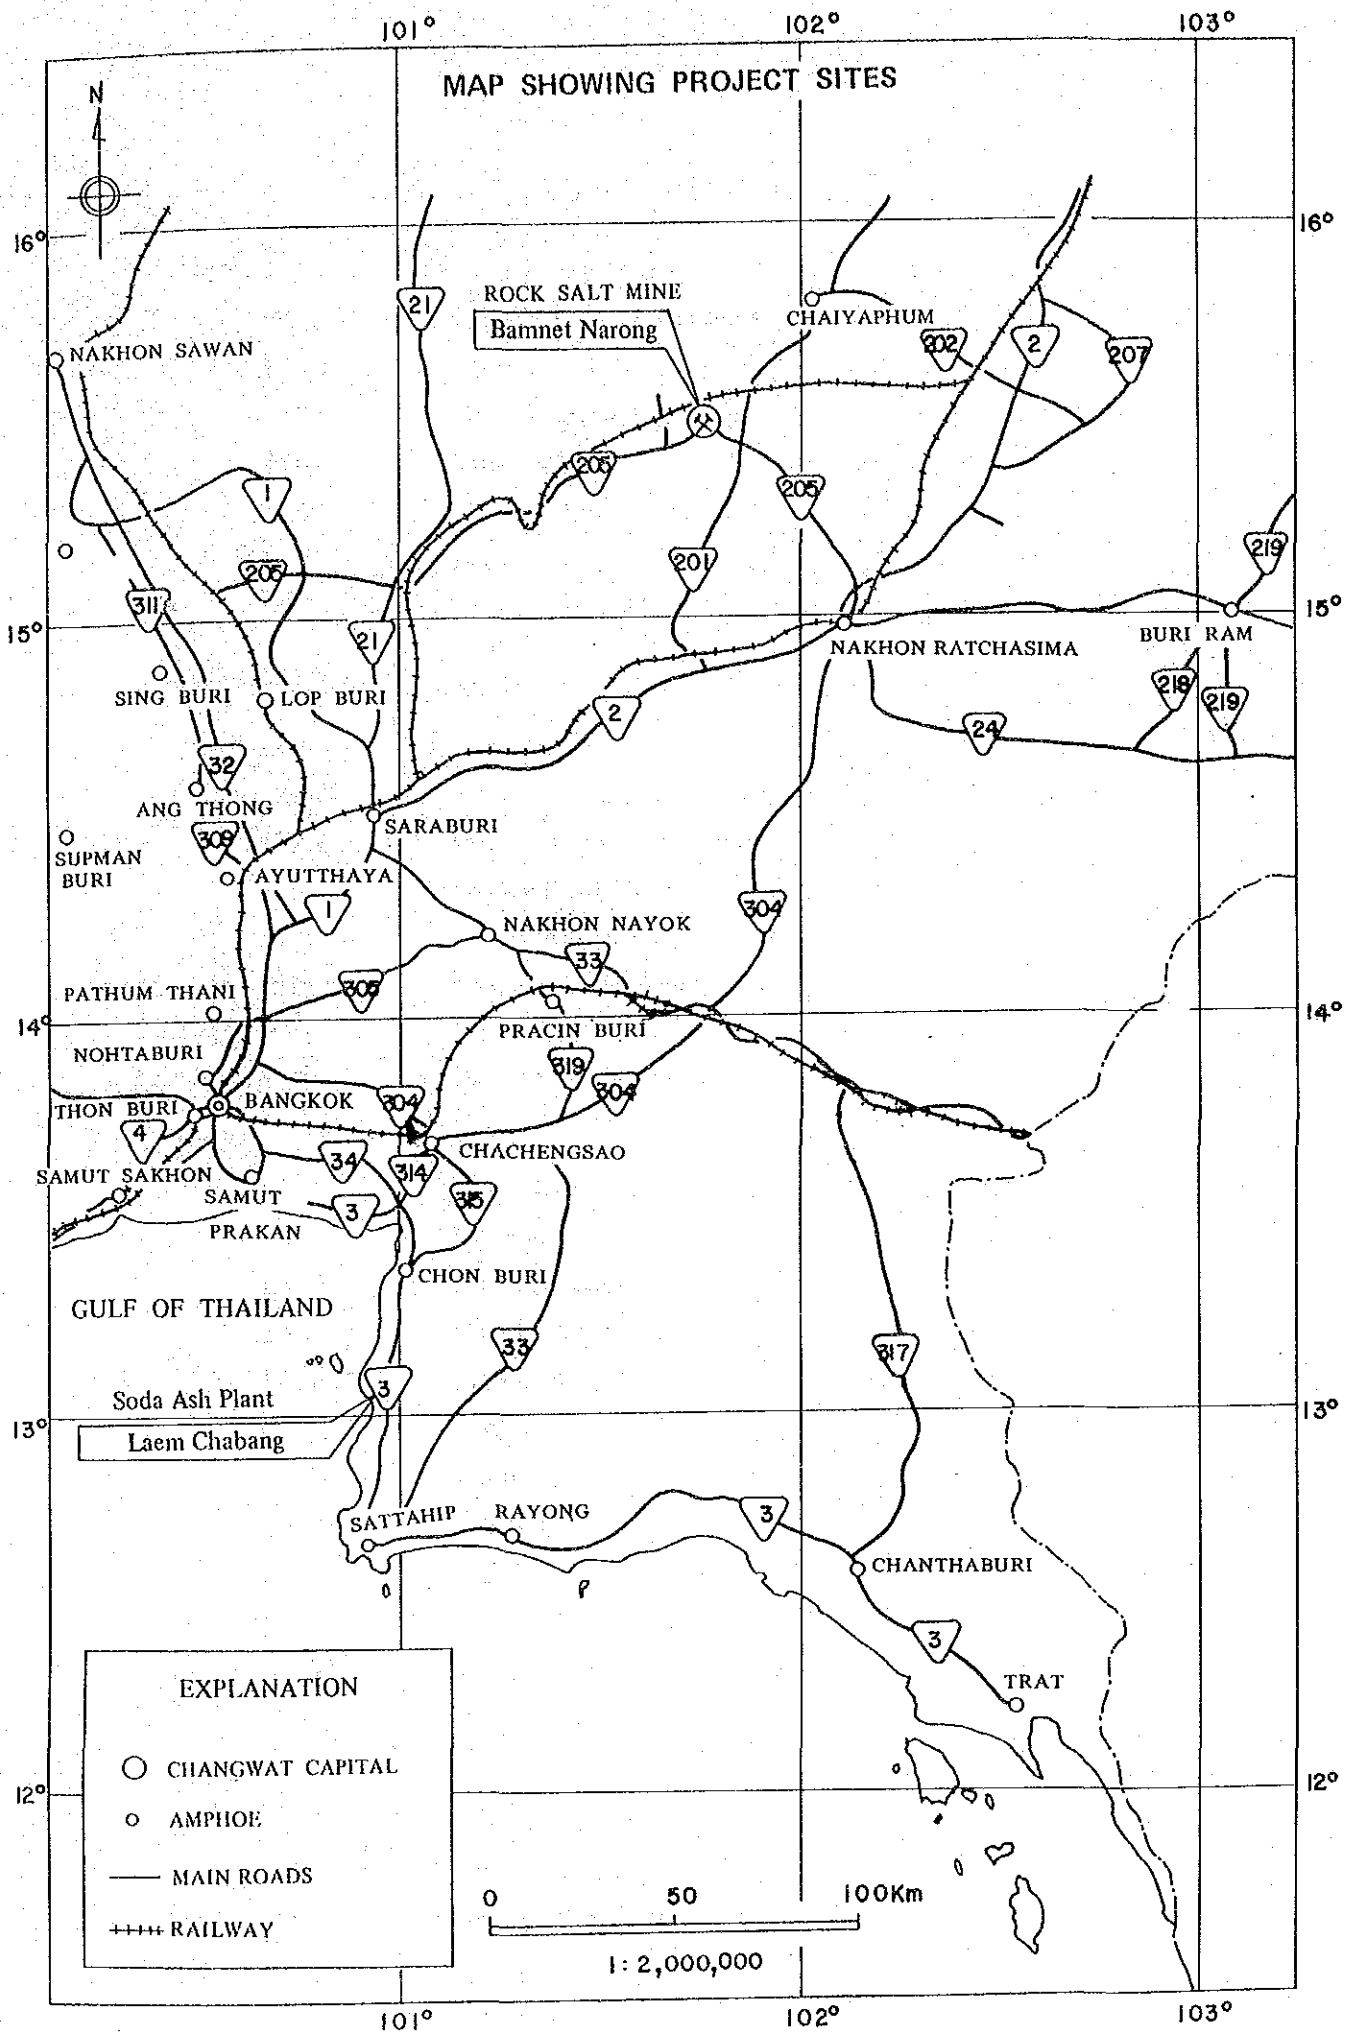 101°
102°
103°
MAP SHOWING PROJECT SITES
N
16°
16°
21
ROCK SALT MINE
Bamnet Narong
CHAIYAPHUM
202
2
207
NAKHON SAWAN
1
205
205
201
219
205
311
15°
15°
21
NAKHON RATCHASIMA
BURI RAM
SING BURI
LOP BURI
218
219
2
24
32
ANG THONG
309
SARABURI
SUPMAN
BURI
AYUTTHAYA
1
304
NAKHON NAYOK
33
305
PATHUM THANI
14°
14°
PRACIN BURI
NOHTABURI
319
304
THON BURI
BANGKOK
304
4
CHACHENGSAO
34
314
315
SAMUT SAKHON
SAMUT
PRAKAN
3
CHON BURI
GULF OF THAILAND
33
317
3
Soda Ash Plant
Laem Chabang
13°
13°
SATTAHIP
RAYONG
3
CHANTHABURI
3
TRAT
EXPLANATION
CHANGWAT CAPITAL
AMPHOE
MAIN ROADS
RAILWAY
12°
12°
0 50 100Km
1:2,000,000
101°
102°
103°